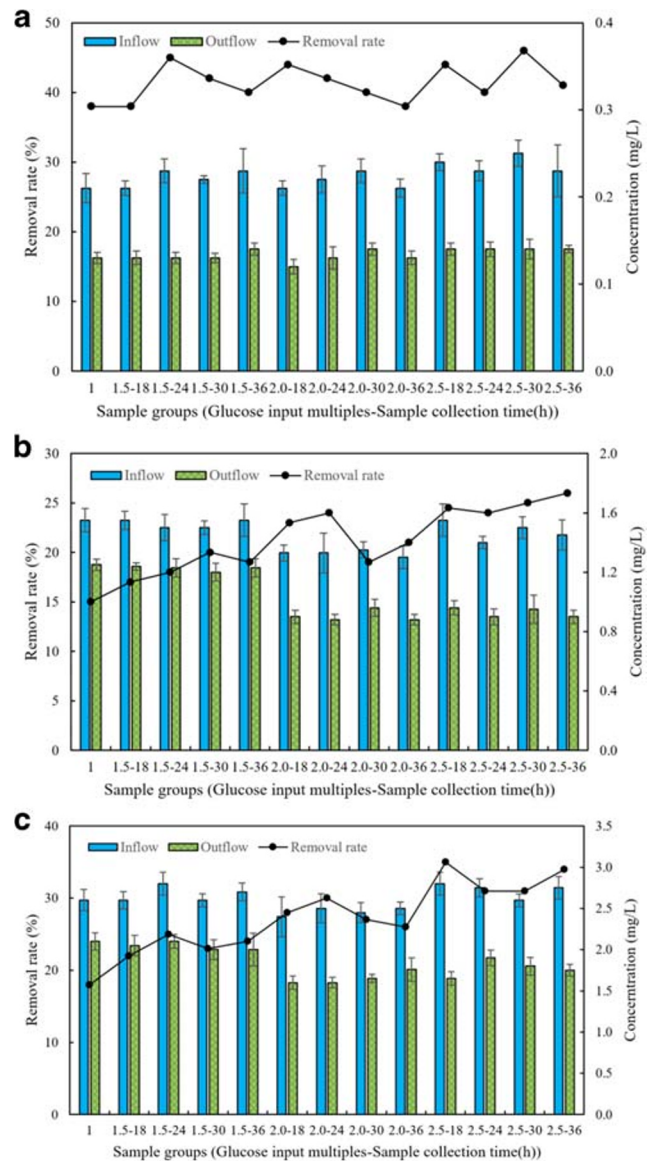 a
Inflow Outflow Removal rate
50
40
30
20
10
0
Removal rate (%)
0.4
0.3
0.2
0.1
0.0
Concerntration (mg/L)
1 1.5-18 1.5-24 1.5-30 1.5-36 2.0-18 2.0-24 2.0-30 2.0-36 2.5-18 2.5-24 2.5-30 2.5-36
Sample groups (Glucose input multiples-Sample collection time(h))
b
Inflow Outflow Removal rate
30
25
20
15
10
5
0
Removal rate (%)
2.0
1.6
1.2
0.8
0.4
0.0
Concerntration (mg/L)
1 1.5-18 1.5-24 1.5-30 1.5-36 2.0-18 2.0-24 2.0-30 2.0-36 2.5-18 2.5-24 2.5-30 2.5-36
Sample groups (Glucose input multiples-Sample collection time(h))
c
Inflow Outflow Removal rate
40
30
20
10
0
Removal rate (%)
3.5
3.0
2.5
2.0
1.5
1.0
0.5
0.0
Concerntration (mg/L)
1 1.5-18 1.5-24 1.5-30 1.5-36 2.0-18 2.0-24 2.0-30 2.0-36 2.5-18 2.5-24 2.5-30 2.5-36
Sample groups (Glucose input multiples-Sample collection time(h))